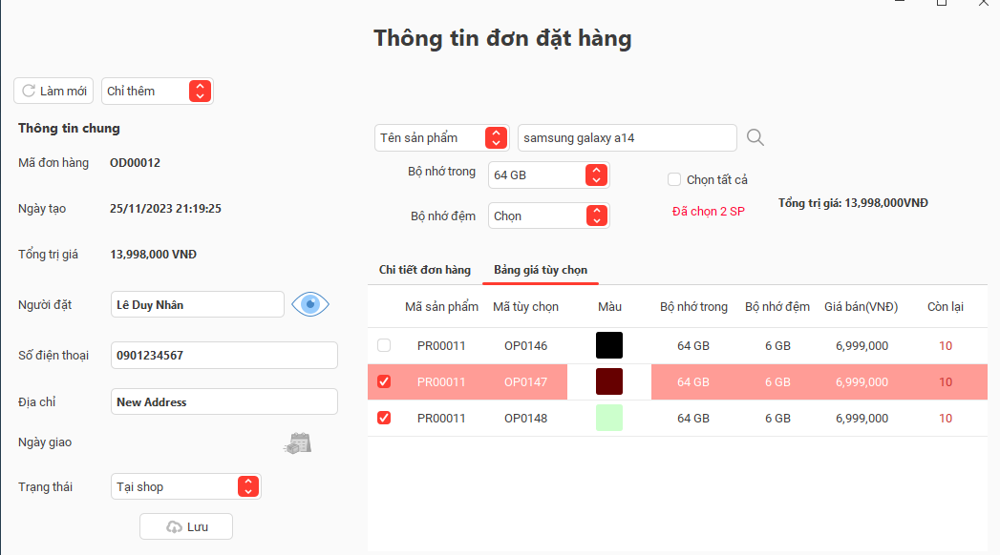 Thông tin đơn đặt hàng
Làm mới
Chỉ thêm
Thông tin chung
Mã đơn hàng OD00012
Ngày tạo 25/11/2023 21:19:25
Tổng trị giá 13,998,000 VNĐ
Người đặt Lê Duy Nhân
Số điện thoại 0901234567
Địa chỉ New Address
Ngày giao
Trạng thái Tại shop
Lưu
Tên sản phẩm samsung galaxy a14
Bộ nhớ trong 64 GB
Bộ nhớ đệm Chọn
Chọn tất cả
Đã chọn 2 SP
Tổng trị giá: 13,998,000VNĐ
Chi tiết đơn hàng Bảng giá tùy chọn
Mã sản phẩm Mã tùy chọn Màu Bộ nhớ trong Bộ nhớ đệm Giá bán(VNĐ) Còn lại
PR00011 OP0146 64 GB 6 GB 6,999,000 10
PR00011 OP0147 64 GB 6 GB 6,999,000 10
PR00011 OP0148 64 GB 6 GB 6,999,000 10